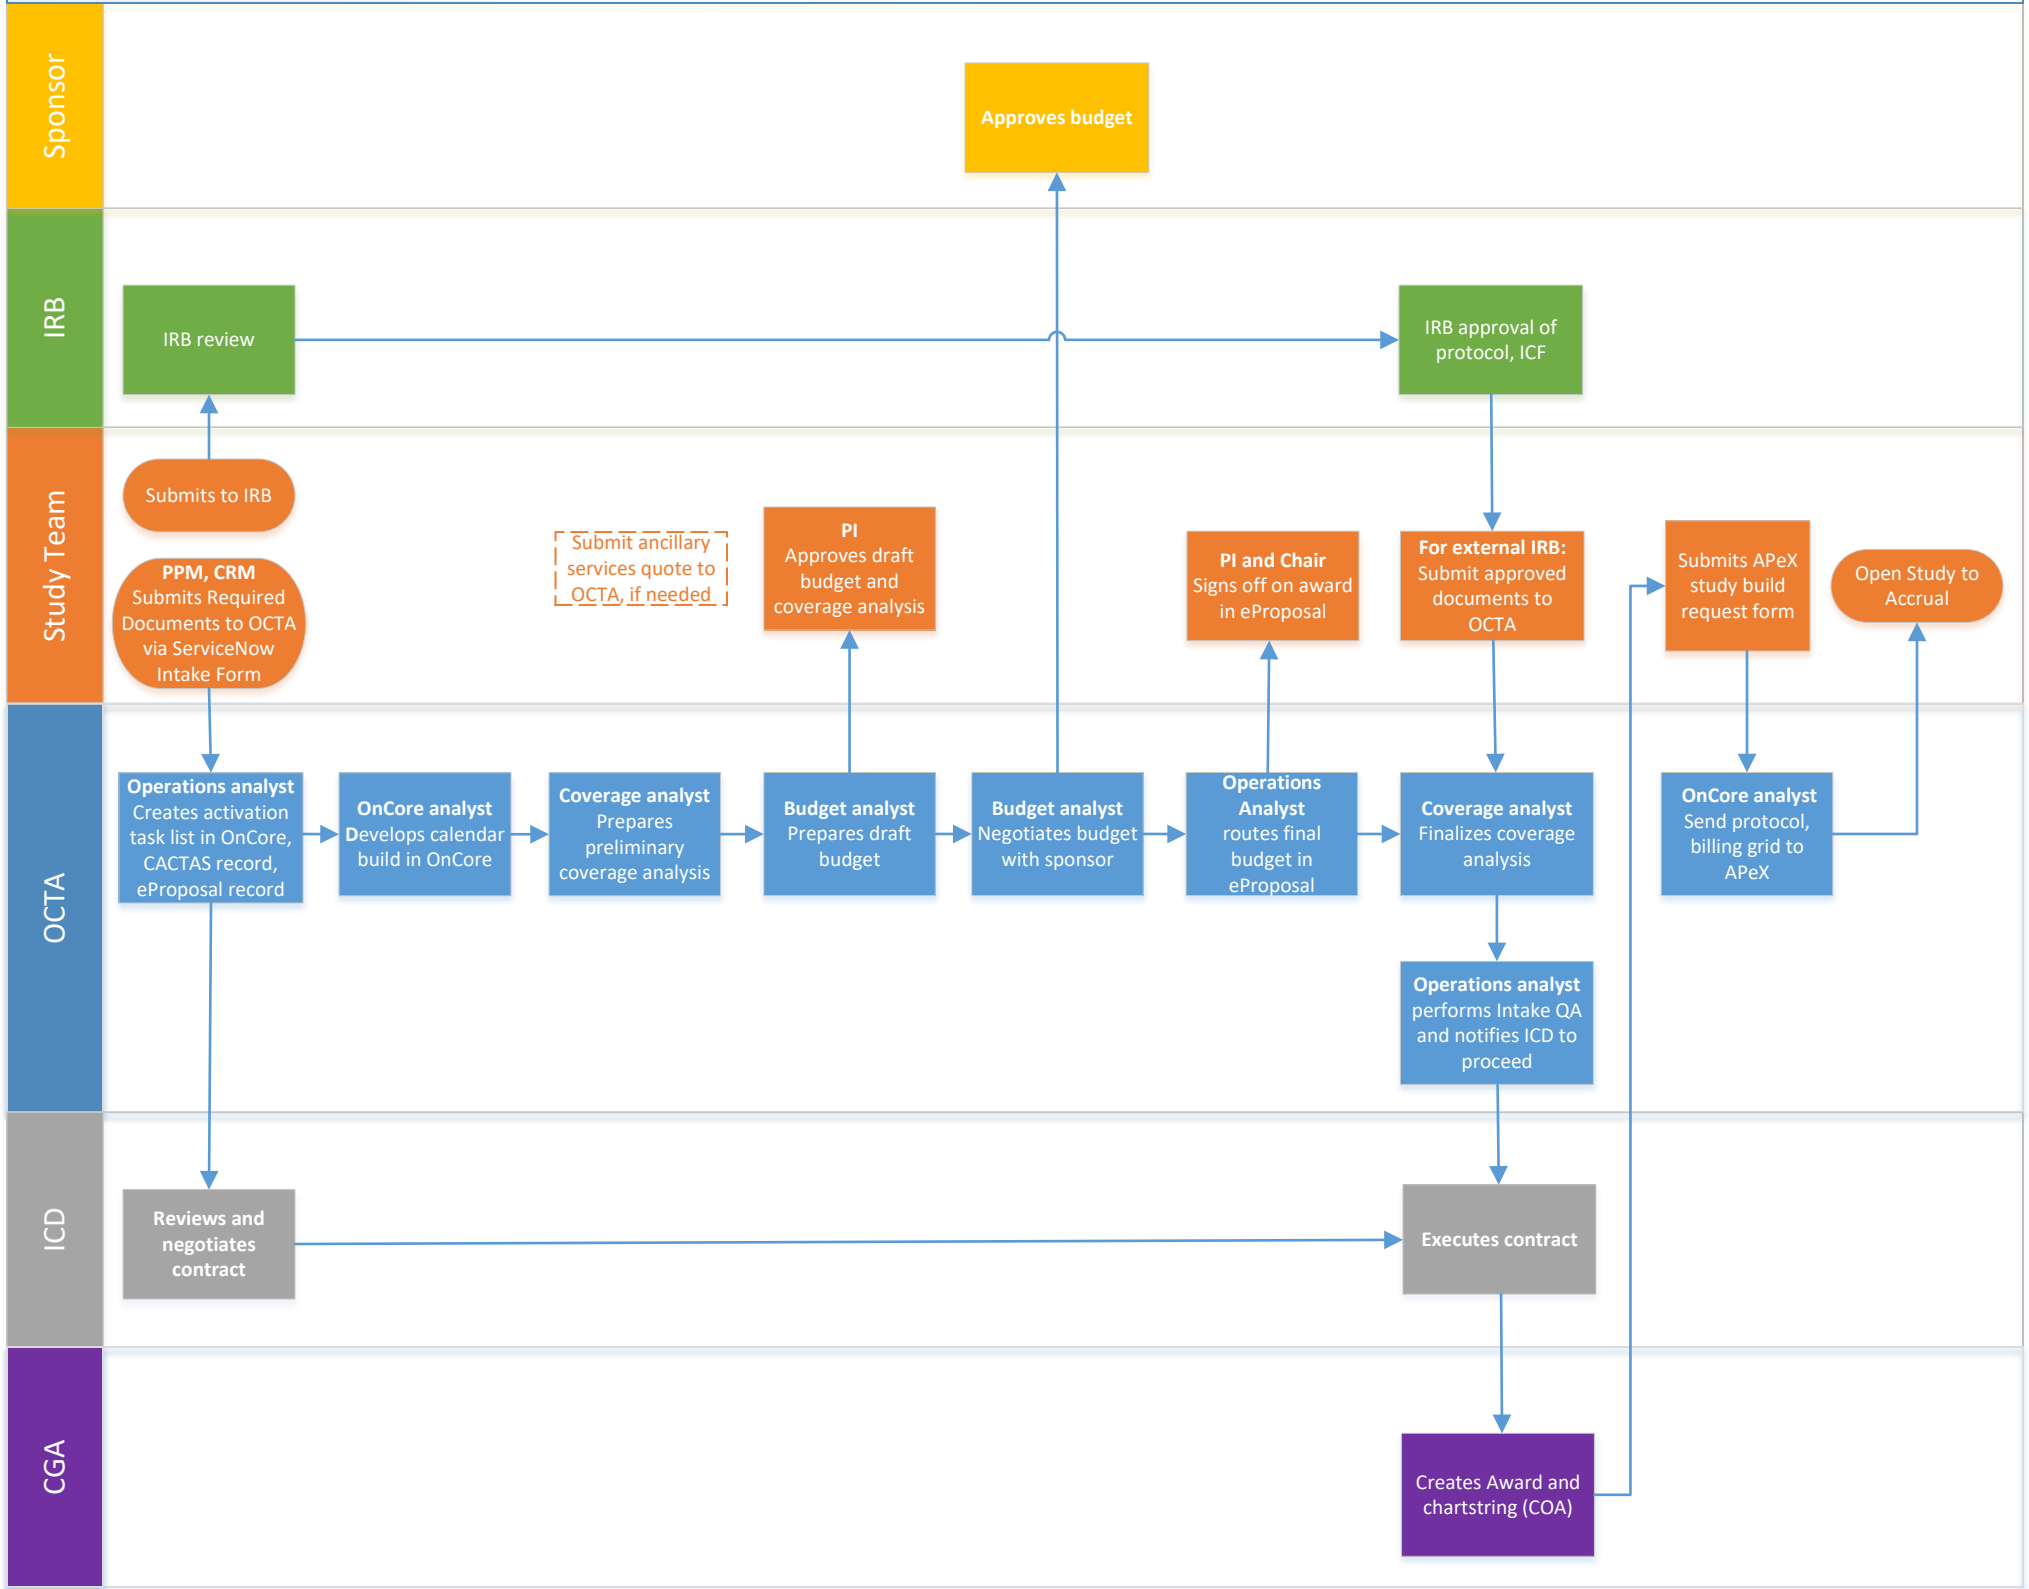 Sponsor
Approves budget
IRB
IRB review
IRB approval of
protocol, ICF
Study Team
Submits to IRB
PPM, CRM
Submits Required
Documents to OCTA
via ServiceNow
Intake Form
Submit ancillary
services quote to
OCTA, if needed
PI
Approves draft
budget and
coverage analysis
PI and Chair
Signs off on award
in eProposal
For external IRB:
Submit approved
documents to
OCTA
Submits APeX
study build
request form
Open Study to
Accrual
OCTA
Operations analyst
Creates activation
task list in OnCore,
CACTAS record,
eProposal record
OnCore analyst
Develops calendar
build in OnCore
Coverage analyst
Prepares
preliminary
coverage analysis
Budget analyst
Prepares draft
budget
Budget analyst
Negotiates budget
with sponsor
Operations
Analyst
routes final
budget in
eProposal
Coverage analyst
Finalizes coverage
analysis
OnCore analyst
Send protocol,
billing grid to
APeX
Operations analyst
performs Intake QA
and notifies ICD to
proceed
ICD
Reviews and
negotiates
contract
Executes contract
CGA
Creates Award and
chartstring (COA)